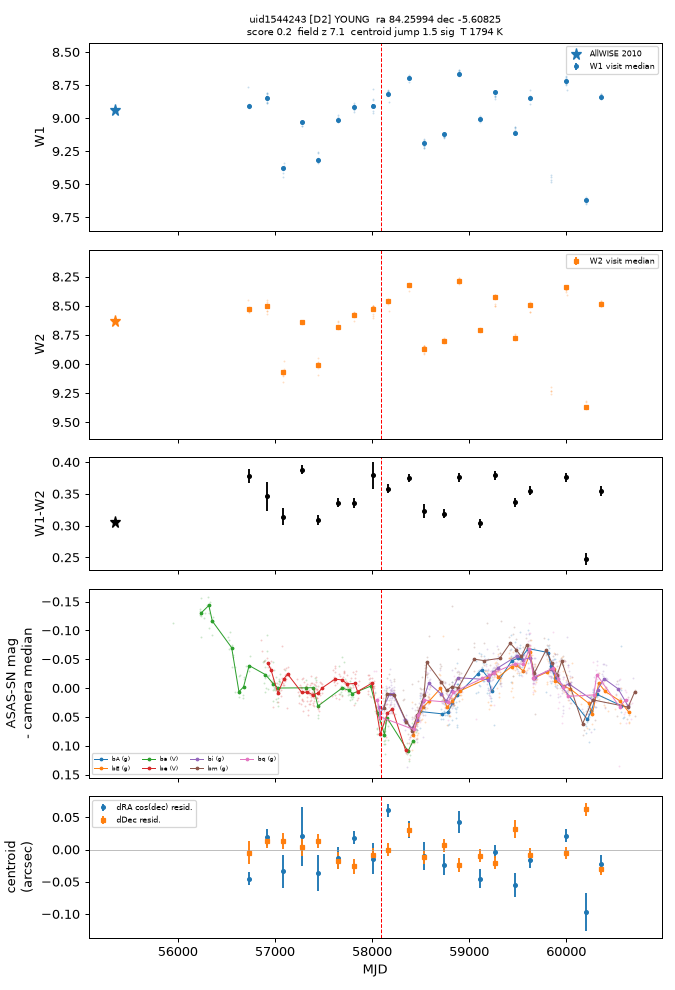 uid1544243 [D2] YOUNG  ra 84.25994 dec -5.60825
score 0.2  field z 7.1  centroid jump 1.5 sig  T 1794 K
8.50
8.75
9.00
9.25
9.50
9.75
W1
AllWISE 2010
W1 visit median
8.25
8.50
8.75
9.00
9.25
9.50
W2
W2 visit median
0.40
0.35
0.30
0.25
W1-W2
−0.15
−0.10
−0.05
0.00
0.05
0.10
0.15
ASAS-SN mag
- camera median
bA (g)
bB (g)
ba (V)
be (V)
bi (g)
bm (g)
bq (g)
0.05
0.00
−0.05
−0.10
centroid
(arcsec)
dRA cos(dec) resid.
dDec resid.
56000
57000
58000
59000
60000
MJD